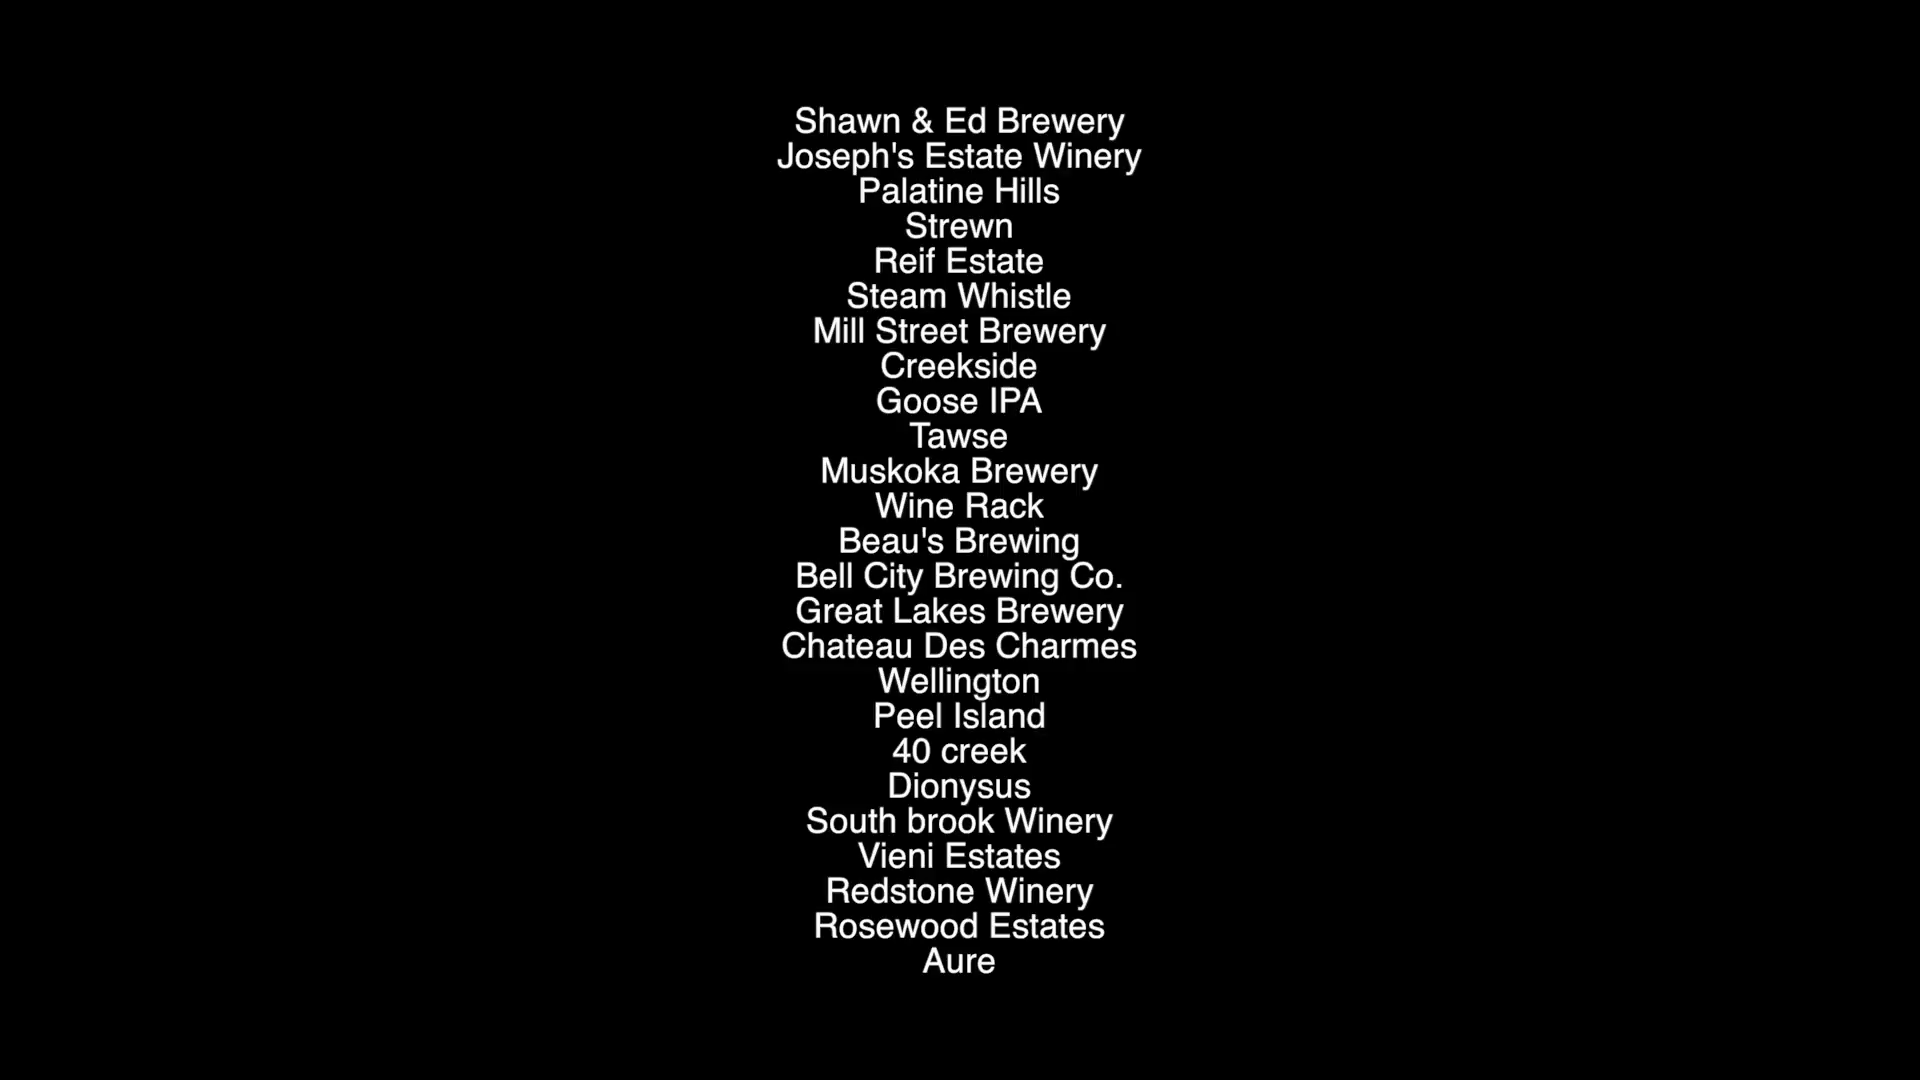 Shawn & Ed Brewery
Joseph's Estate Winery
Palatine Hills
Strewn
Reif Estate
Steam Whistle
Mill Street Brewery
Creekside
Goose IPA
Tawse
Muskoka Brewery
Wine Rack
Beau's Brewing
Bell City Brewing Co.
Great Lakes Brewery
Chateau Des Charmes
Wellington
Peel Island
40 creek
Dionysus
South brook Winery
Vieni Estates
Redstone Winery
Rosewood Estates
Aure